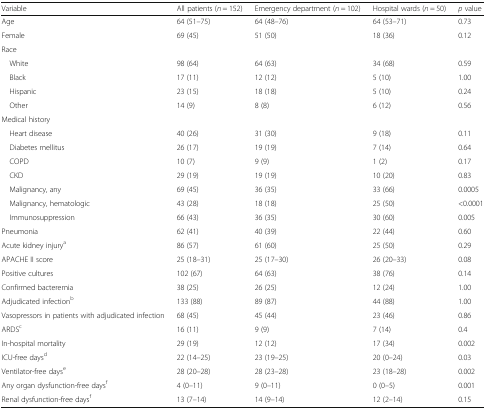 Variable All patients (n = 152) Emergency department (n = 102) Hospital wards (n = 50) p value
Age 64 (51–75) 64 (48–76) 64 (53–71) 0.73
Female 69 (45) 51 (50) 18 (36) 0.12
Race
White 98 (64) 64 (63) 34 (68) 0.59
Black 17 (11) 12 (12) 5 (10) 1.00
Hispanic 23 (15) 18 (18) 5 (10) 0.24
Other 14 (9) 8 (8) 6 (12) 0.56
Medical history
Heart disease 40 (26) 31 (30) 9 (18) 0.11
Diabetes mellitus 26 (17) 19 (19) 7 (14) 0.64
COPD 10 (7) 9 (9) 1 (2) 0.17
CKD 29 (19) 19 (19) 10 (20) 0.83
Malignancy, any 69 (45) 36 (35) 33 (66) 0.0005
Malignancy, hematologic 43 (28) 18 (18) 25 (50) <0.0001
Immunosuppression 66 (43) 36 (35) 30 (60) 0.005
Pneumonia 62 (41) 40 (39) 22 (44) 0.60
Acute kidney injury^a 86 (57) 61 (60) 25 (50) 0.29
APACHE II score 25 (18–31) 25 (17–30) 26 (20–33) 0.08
Positive cultures 102 (67) 64 (63) 38 (76) 0.14
Confirmed bacteremia 38 (25) 26 (25) 12 (24) 1.00
Adjudicated infection^b 133 (88) 89 (87) 44 (88) 1.00
Vasopressors in patients with adjudicated infection 68 (45) 45 (44) 23 (46) 0.86
ARDS^c 16 (11) 9 (9) 7 (14) 0.4
In-hospital mortality 29 (19) 12 (12) 17 (34) 0.002
ICU-free days^d 22 (14–25) 23 (19–25) 20 (0–24) 0.03
Ventilator-free days^e 28 (20–28) 28 (23–28) 23 (18–28) 0.002
Any organ dysfunction-free days^f 4 (0–11) 9 (0–11) 0 (0–5) 0.001
Renal dysfunction-free days^f 13 (7–14) 14 (9–14) 12 (2–14) 0.15